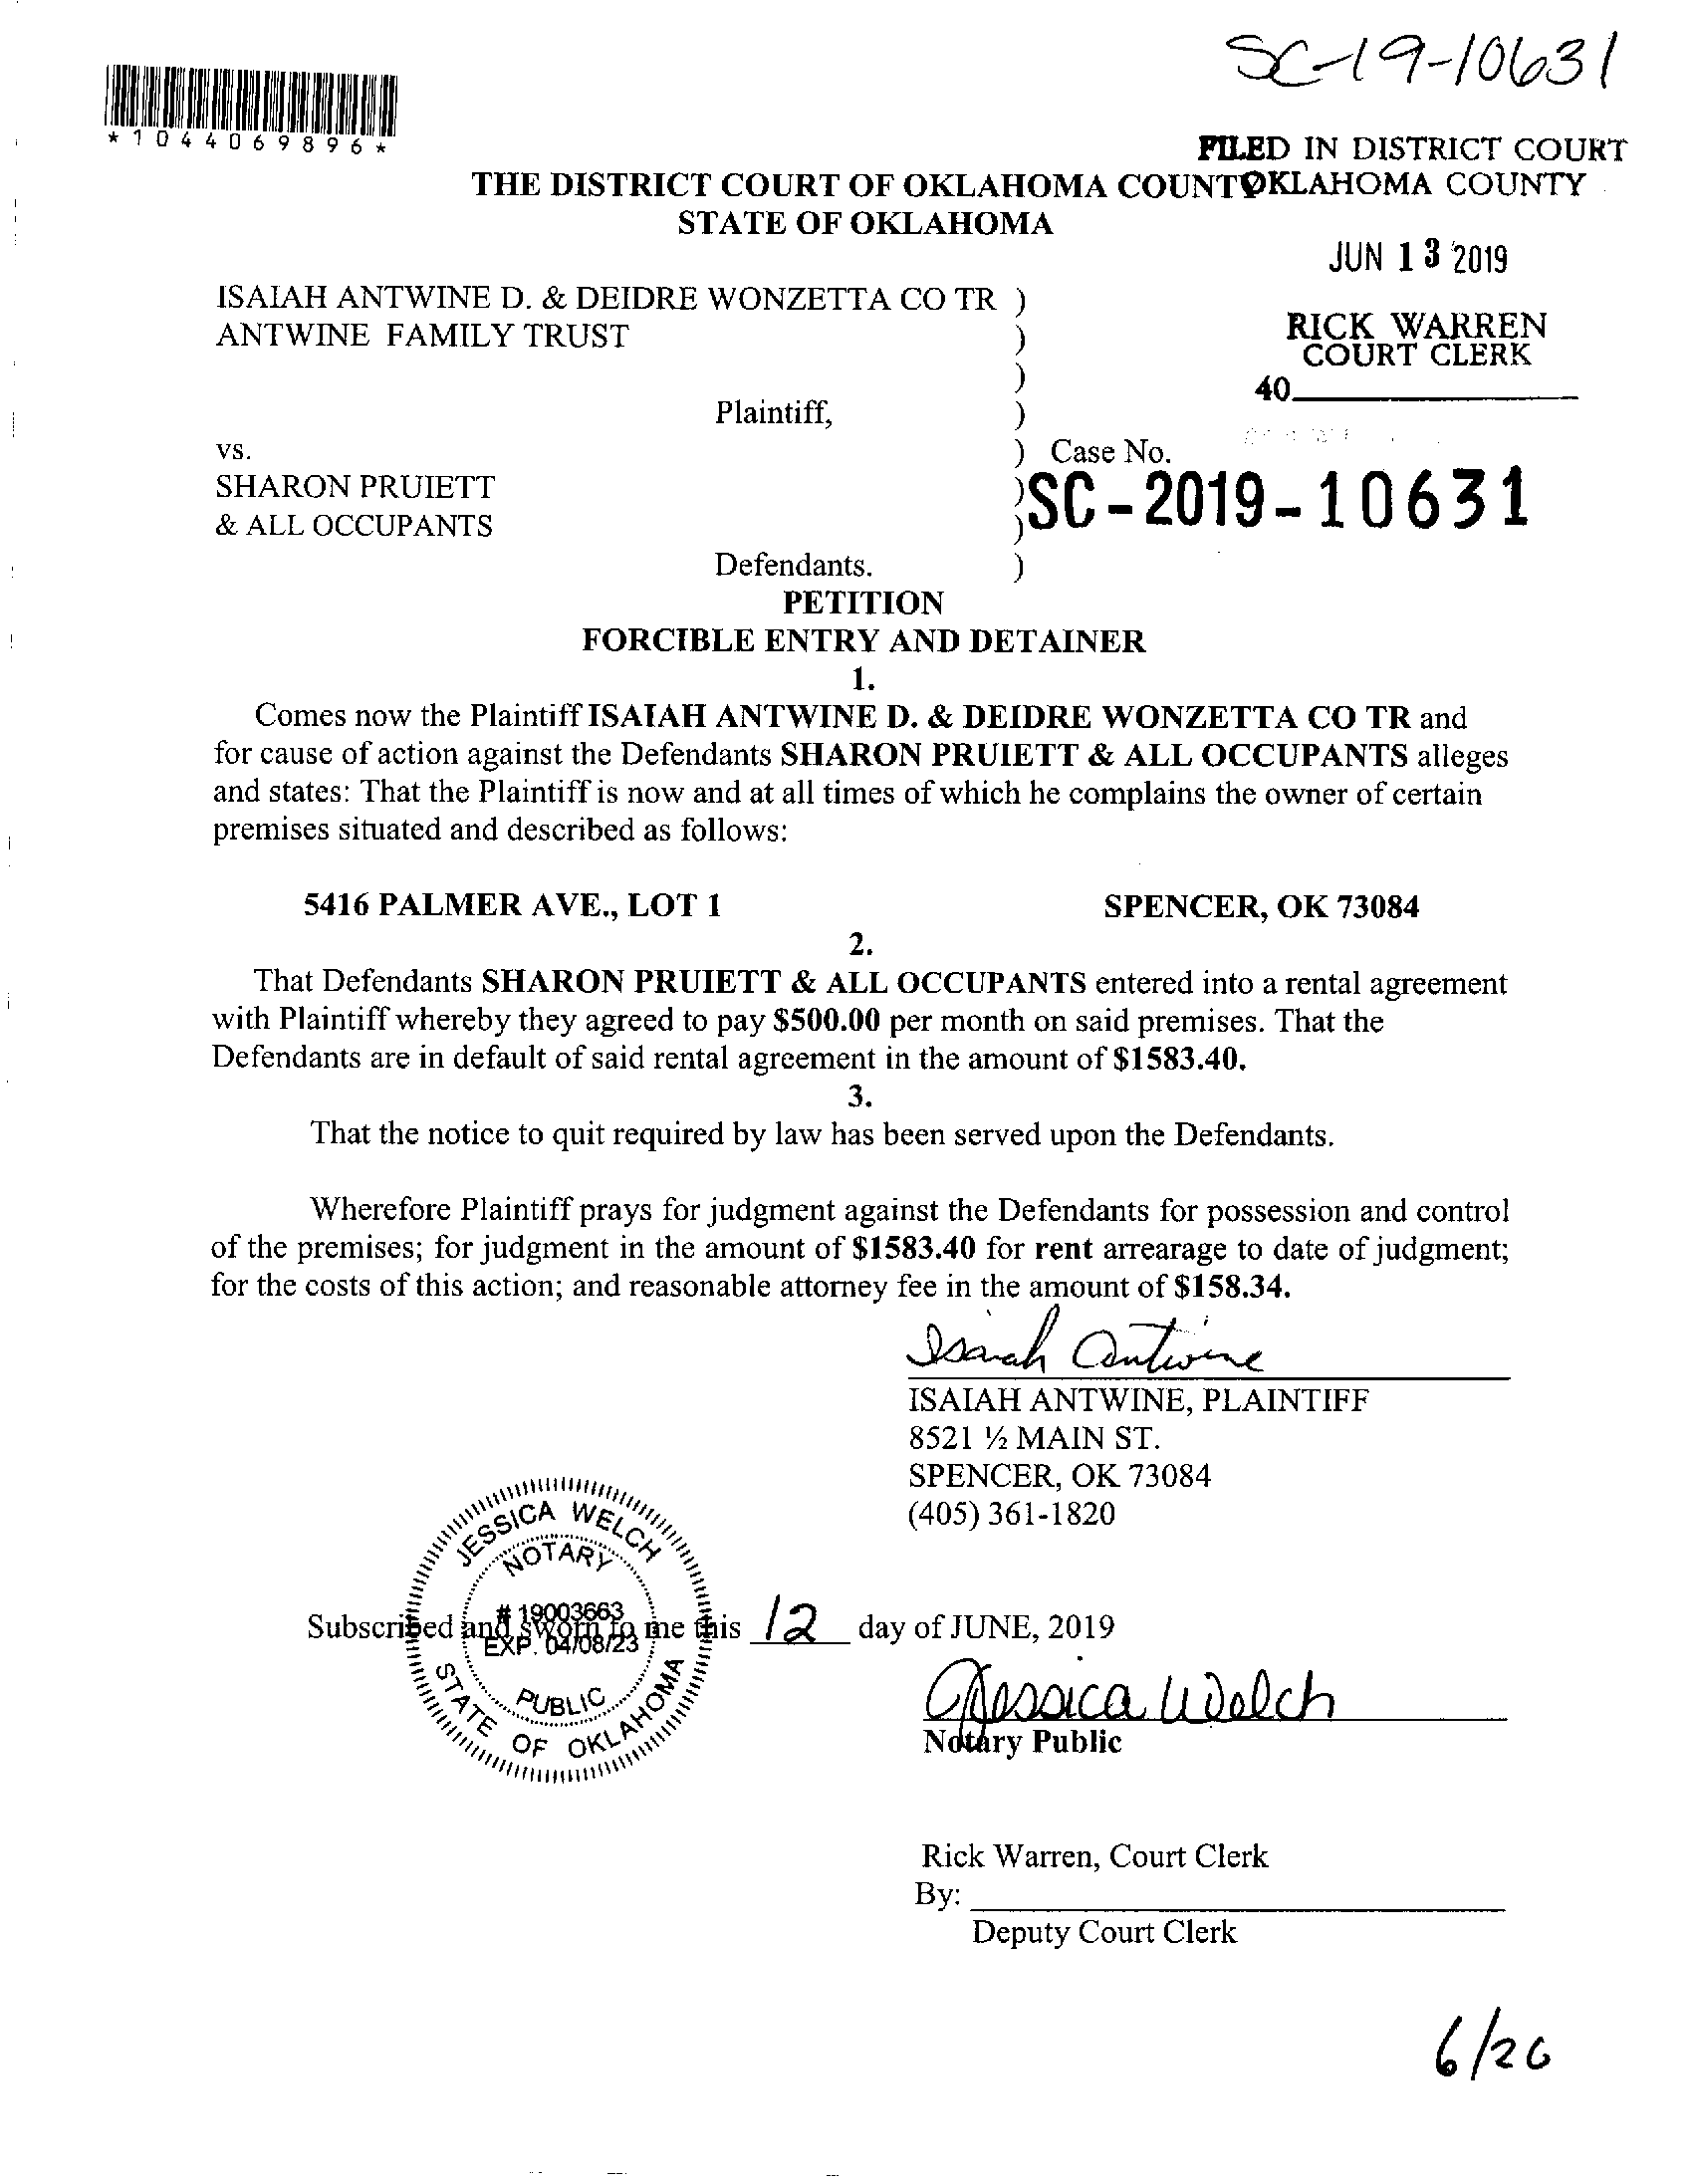 SC-19-10631
*1044069896*
FILED IN DISTRICT COURT
THE DISTRICT COURT OF OKLAHOMA COUNTY OKLAHOMA COUNTY
STATE OF OKLAHOMA
JUN 13 2019
ISAIAH ANTWINE D. & DEIDRE WONZETTA CO TR )
ANTWINE FAMILY TRUST )
RICK WARREN
COURT CLERK
)
40
Plaintiff, )
vs. ) Case No.
SHARON PRUIETT ) SC-2019-10631
& ALL OCCUPANTS )
Defendants. )
PETITION
FORCIBLE ENTRY AND DETAINER
1.
Comes now the Plaintiff ISAIAH ANTWINE D. & DEIDRE WONZETTA CO TR and
for cause of action against the Defendants SHARON PRUIETT & ALL OCCUPANTS alleges
and states: That the Plaintiff is now and at all times of which he complains the owner of certain
premises situated and described as follows:
5416 PALMER AVE., LOT 1 SPENCER, OK 73084
2.
That Defendants SHARON PRUIETT & ALL OCCUPANTS entered into a rental agreement
with Plaintiff whereby they agreed to pay $500.00 per month on said premises. That the
Defendants are in default of said rental agreement in the amount of $1583.40.
3.
That the notice to quit required by law has been served upon the Defendants.
Wherefore Plaintiff prays for judgment against the Defendants for possession and control
of the premises; for judgment in the amount of $1583.40 for rent arrearage to date of judgment;
for the costs of this action; and reasonable attorney fee in the amount of $158.34.
Isaiah Antwine
ISAIAH ANTWINE, PLAINTIFF
8521 ½ MAIN ST.
SPENCER, OK 73084
(405) 361-1820
JESSICA WELCH
NOTARY
# 19003663
EXP. 04/08/23
PUBLIC
STATE OF OKLAHOMA
Subscribed and sworn to me this 12 day of JUNE, 2019
Jessica Welch
Notary Public
Rick Warren, Court Clerk
By:
Deputy Court Clerk
6/26